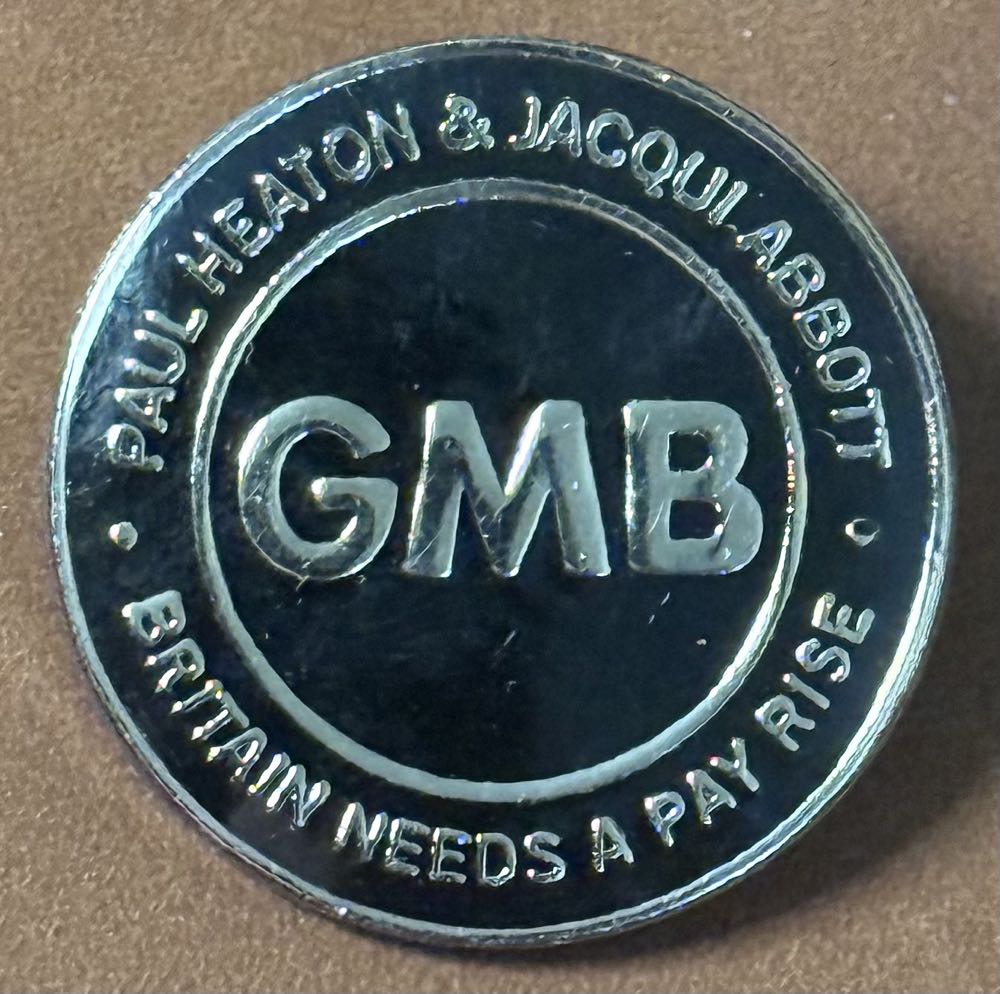 PAUL HEATON & JACQUI ABBOTT
GMB
• BRITAIN NEEDS A PAY RISE •